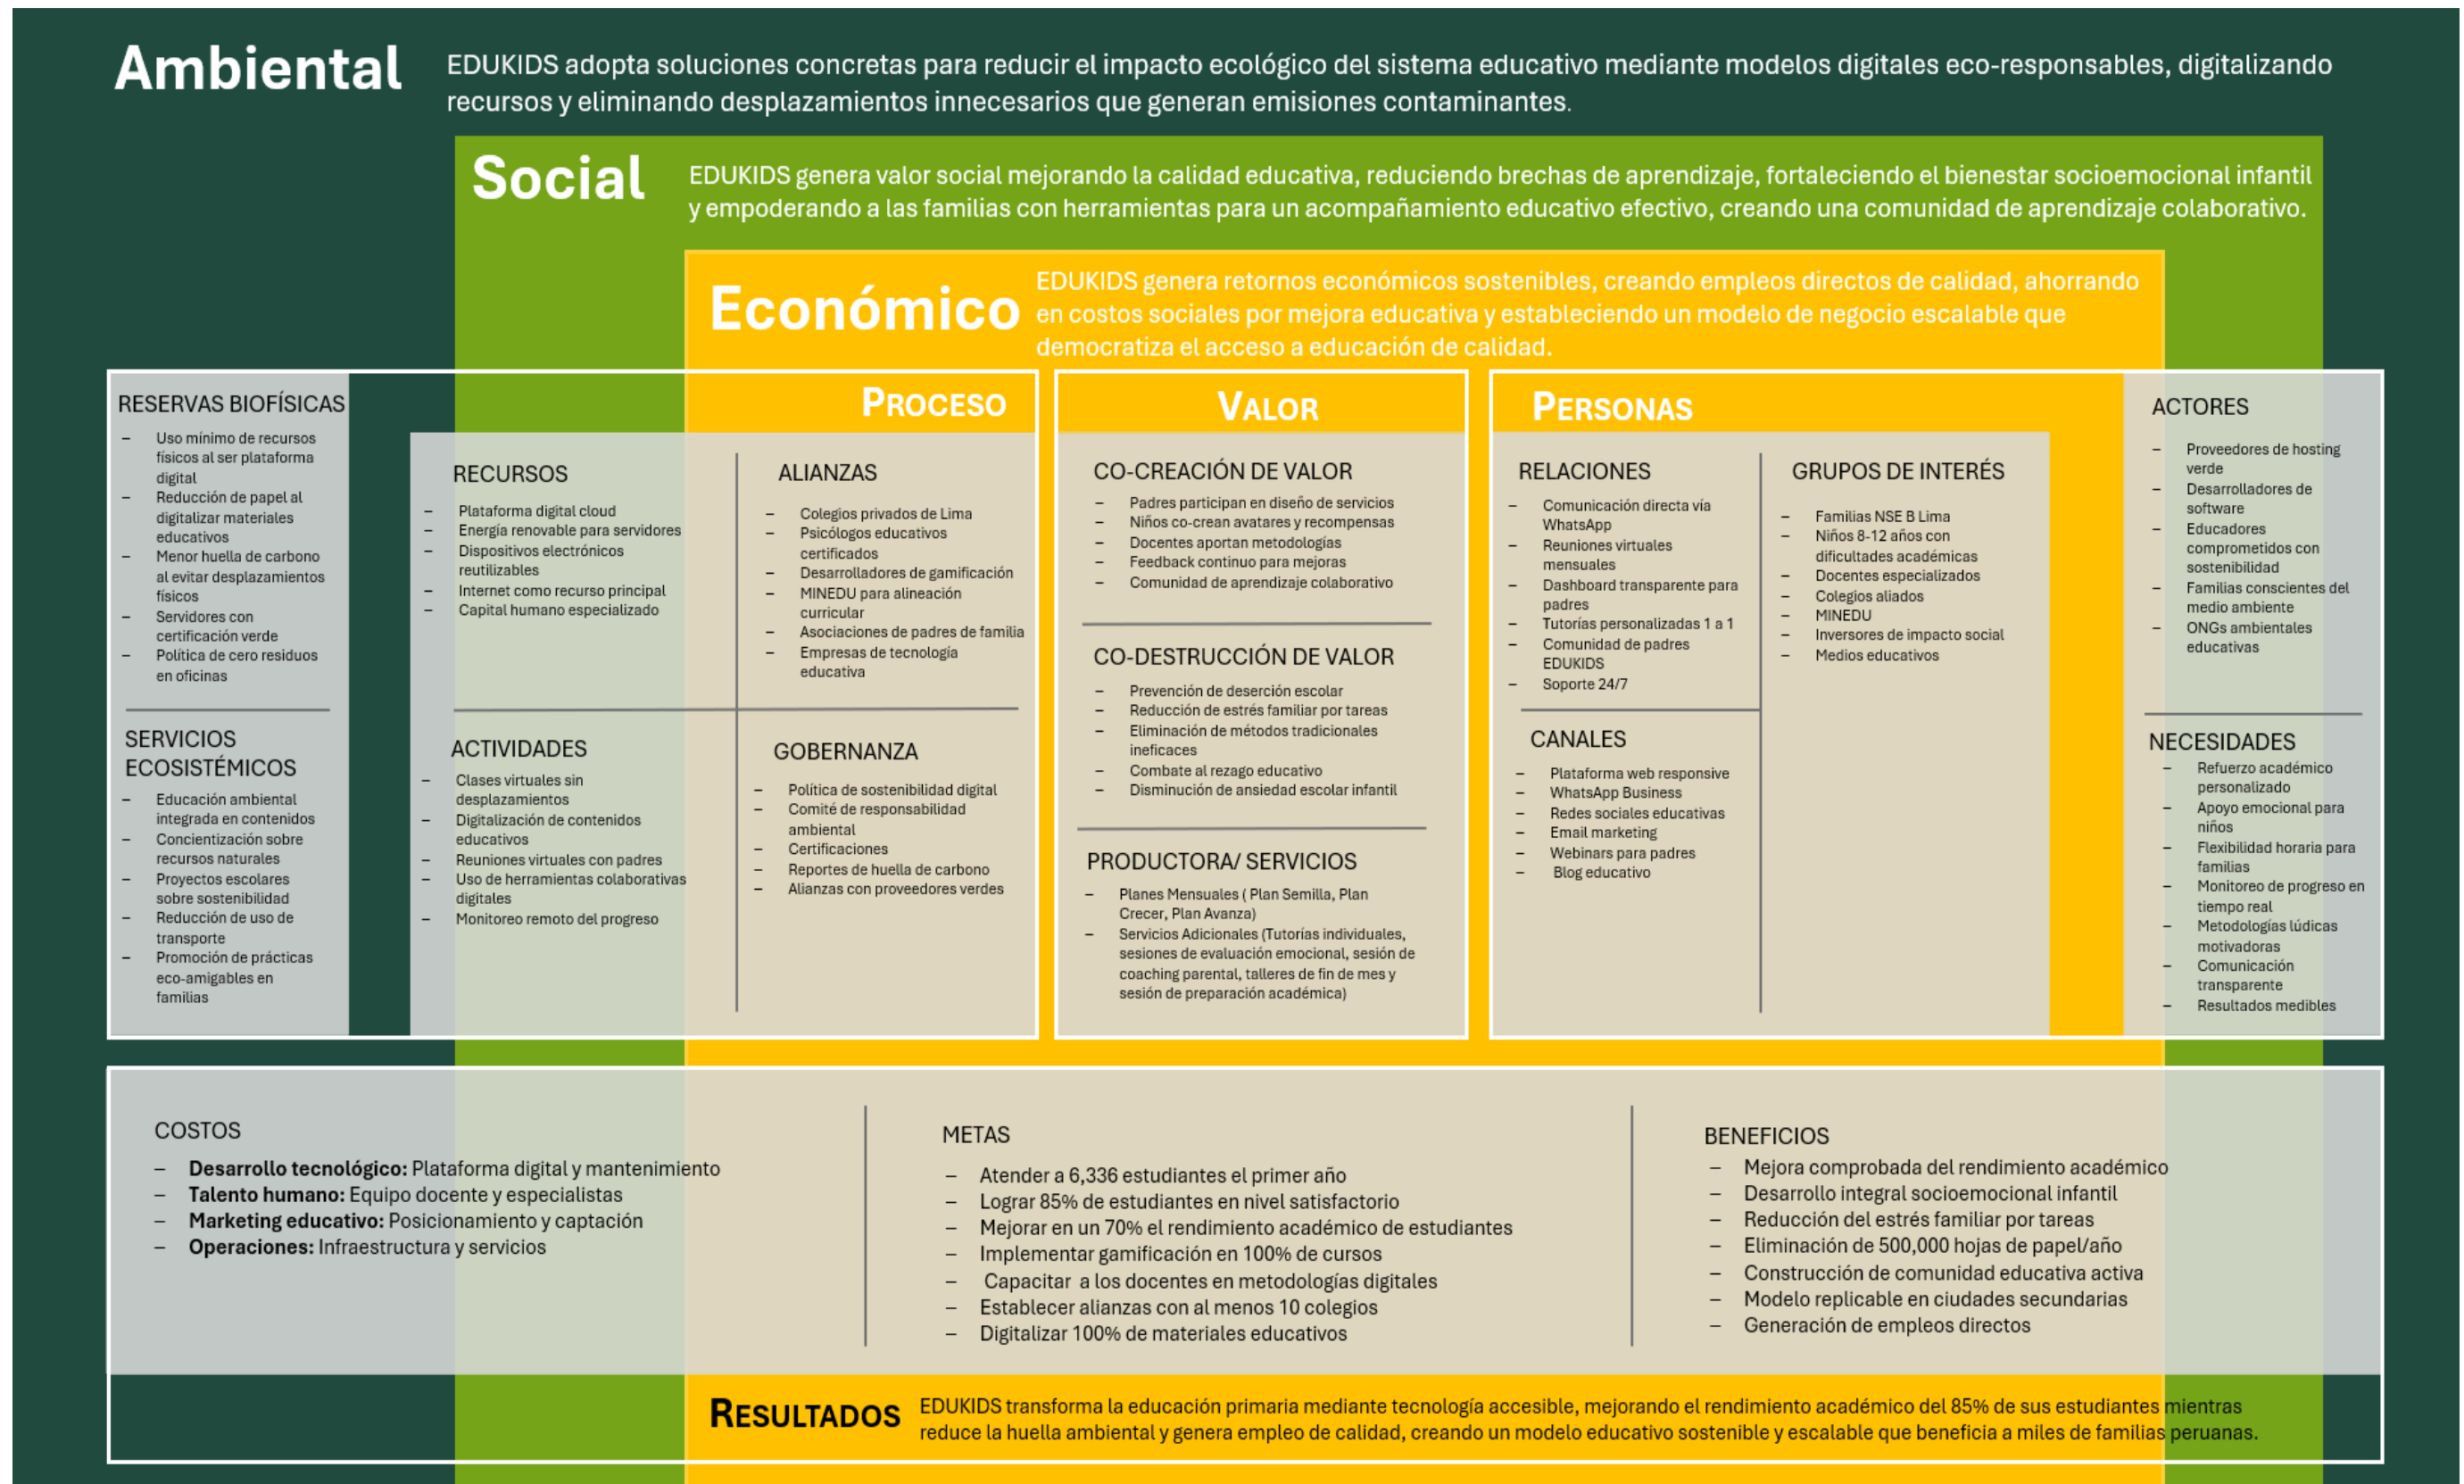 Ambiental
EDUKIDS adopta soluciones concretas para reducir el impacto ecológico del sistema educativo mediante modelos digitales eco-responsables, digitalizando
recursos y eliminando desplazamientos innecesarios que generan emisiones contaminantes.
Social
EDUKIDS genera valor social mejorando la calidad educativa, reduciendo brechas de aprendizaje, fortaleciendo el bienestar socioemocional infantil
y empoderando a las familias con herramientas para un acompañamiento educativo efectivo, creando una comunidad de aprendizaje colaborativo.
Económico
EDUKIDS genera retornos económicos sostenibles, creando empleos directos de calidad, ahorrando
en costos sociales por mejora educativa y estableciendo un modelo de negocio escalable que
democratiza el acceso a educación de calidad.
RESERVAS BIOFÍSICAS
– Uso mínimo de recursos
físicos al ser plataforma
digital
– Reducción de papel al
digitalizar materiales
educativos
– Menor huella de carbono
al evitar desplazamientos
físicos
– Servidores con
certificación verde
– Política de cero residuos
en oficinas
SERVICIOS
ECOSISTÉMICOS
– Educación ambiental
integrada en contenidos
– Concientización sobre
recursos naturales
– Proyectos escolares
sobre sostenibilidad
– Reducción de uso de
transporte
– Promoción de prácticas
eco-amigables en
familias
PROCESO
RECURSOS
– Plataforma digital cloud
– Energía renovable para servidores
– Dispositivos electrónicos
reutilizables
– Internet como recurso principal
– Capital humano especializado
ALIANZAS
– Colegios privados de Lima
– Psicólogos educativos
certificados
– Desarrolladores de gamificación
– MINEDU para alineación
curricular
– Asociaciones de padres de familia
– Empresas de tecnología
educativa
ACTIVIDADES
– Clases virtuales sin
desplazamientos
– Digitalización de contenidos
educativos
– Reuniones virtuales con padres
– Uso de herramientas colaborativas
digitales
– Monitoreo remoto del progreso
GOBERNANZA
– Política de sostenibilidad digital
– Comité de responsabilidad
ambiental
– Certificaciones
– Reportes de huella de carbono
– Alianzas con proveedores verdes
VALOR
CO-CREACIÓN DE VALOR
– Padres participan en diseño de servicios
– Niños co-crean avatares y recompensas
– Docentes aportan metodologías
– Feedback continuo para mejoras
– Comunidad de aprendizaje colaborativo
CO-DESTRUCCIÓN DE VALOR
– Prevención de deserción escolar
– Reducción de estrés familiar por tareas
– Eliminación de métodos tradicionales
ineficaces
– Combate al rezago educativo
– Disminución de ansiedad escolar infantil
PRODUCTORA/ SERVICIOS
– Planes Mensuales ( Plan Semilla, Plan
Crecer, Plan Avanza)
– Servicios Adicionales (Tutorías individuales,
sesiones de evaluación emocional, sesión de
coaching parental, talleres de fin de mes y
sesión de preparación académica)
PERSONAS
RELACIONES
– Comunicación directa vía
WhatsApp
– Reuniones virtuales
mensuales
– Dashboard transparente para
padres
– Tutorías personalizadas 1 a 1
– Comunidad de padres
EDUKIDS
– Soporte 24/7
GRUPOS DE INTERÉS
– Familias NSE B Lima
– Niños 8-12 años con
dificultades académicas
– Docentes especializados
– Colegios aliados
– MINEDU
– Inversores de impacto social
– Medios educativos
CANALES
– Plataforma web responsive
– WhatsApp Business
– Redes sociales educativas
– Email marketing
– Webinars para padres
– Blog educativo
ACTORES
– Proveedores de hosting
verde
– Desarrolladores de
software
– Educadores
comprometidos con
sostenibilidad
– Familias conscientes del
medio ambiente
– ONGs ambientales
educativas
NECESIDADES
– Refuerzo académico
personalizado
– Apoyo emocional para
niños
– Flexibilidad horaria para
familias
– Monitoreo de progreso en
tiempo real
– Metodologías lúdicas
motivadoras
– Comunicación
transparente
– Resultados medibles
COSTOS
– Desarrollo tecnológico: Plataforma digital y mantenimiento
– Talento humano: Equipo docente y especialistas
– Marketing educativo: Posicionamiento y captación
– Operaciones: Infraestructura y servicios
METAS
– Atender a 6,336 estudiantes el primer año
– Lograr 85% de estudiantes en nivel satisfactorio
– Mejorar en un 70% el rendimiento académico de estudiantes
– Implementar gamificación en 100% de cursos
– Capacitar a los docentes en metodologías digitales
– Establecer alianzas con al menos 10 colegios
– Digitalizar 100% de materiales educativos
BENEFICIOS
– Mejora comprobada del rendimiento académico
– Desarrollo integral socioemocional infantil
– Reducción del estrés familiar por tareas
– Eliminación de 500,000 hojas de papel/año
– Construcción de comunidad educativa activa
– Modelo replicable en ciudades secundarias
– Generación de empleos directos
RESULTADOS
EDUKIDS transforma la educación primaria mediante tecnología accesible, mejorando el rendimiento académico del 85% de sus estudiantes mientras
reduce la huella ambiental y genera empleo de calidad, creando un modelo educativo sostenible y escalable que beneficia a miles de familias peruanas.